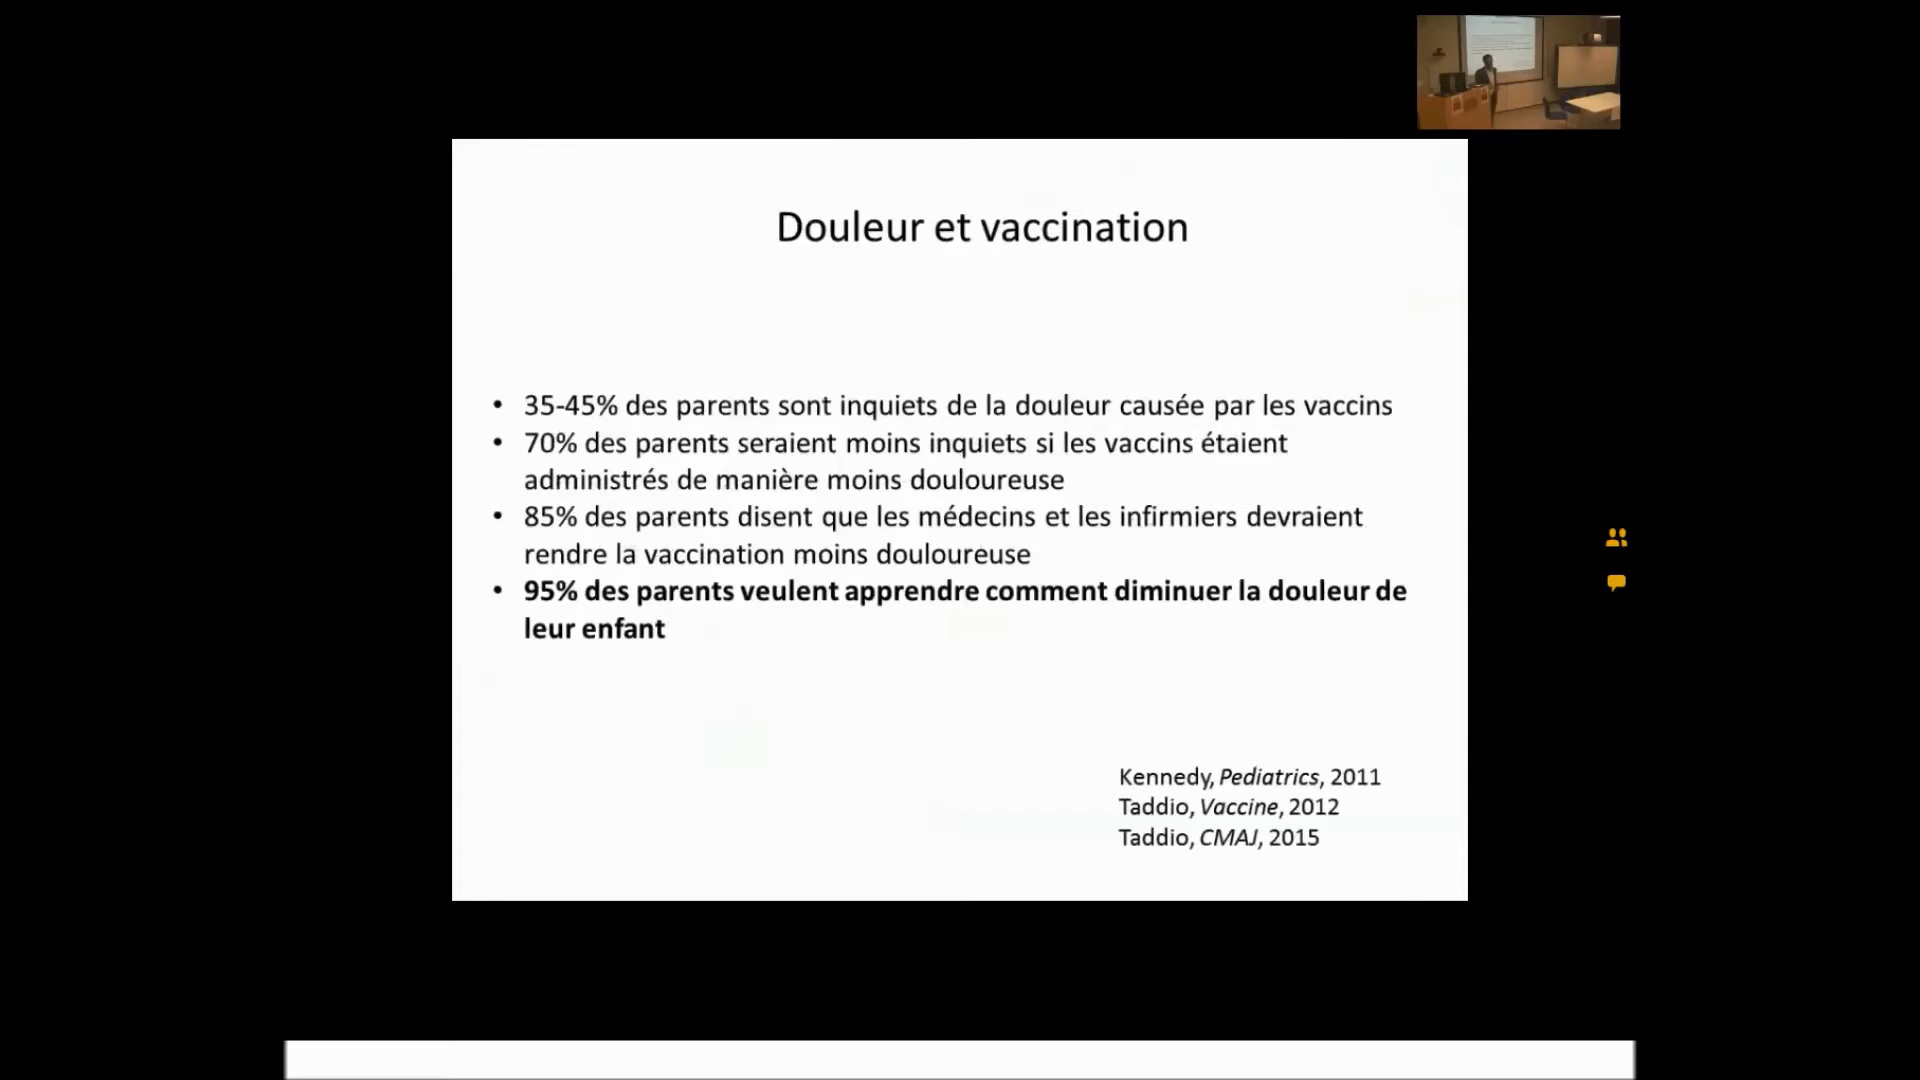 Douleur et vaccination
• 35-45% des parents sont inquiets de la douleur causée par les vaccins
• 70% des parents seraient moins inquiets si les vaccins étaient
administrés de manière moins douloureuse
• 85% des parents disent que les médecins et les infirmiers devraient
rendre la vaccination moins douloureuse
• 95% des parents veulent apprendre comment diminuer la douleur de
leur enfant
Kennedy, Pediatrics, 2011
Taddio, Vaccine, 2012
Taddio, CMAJ, 2015